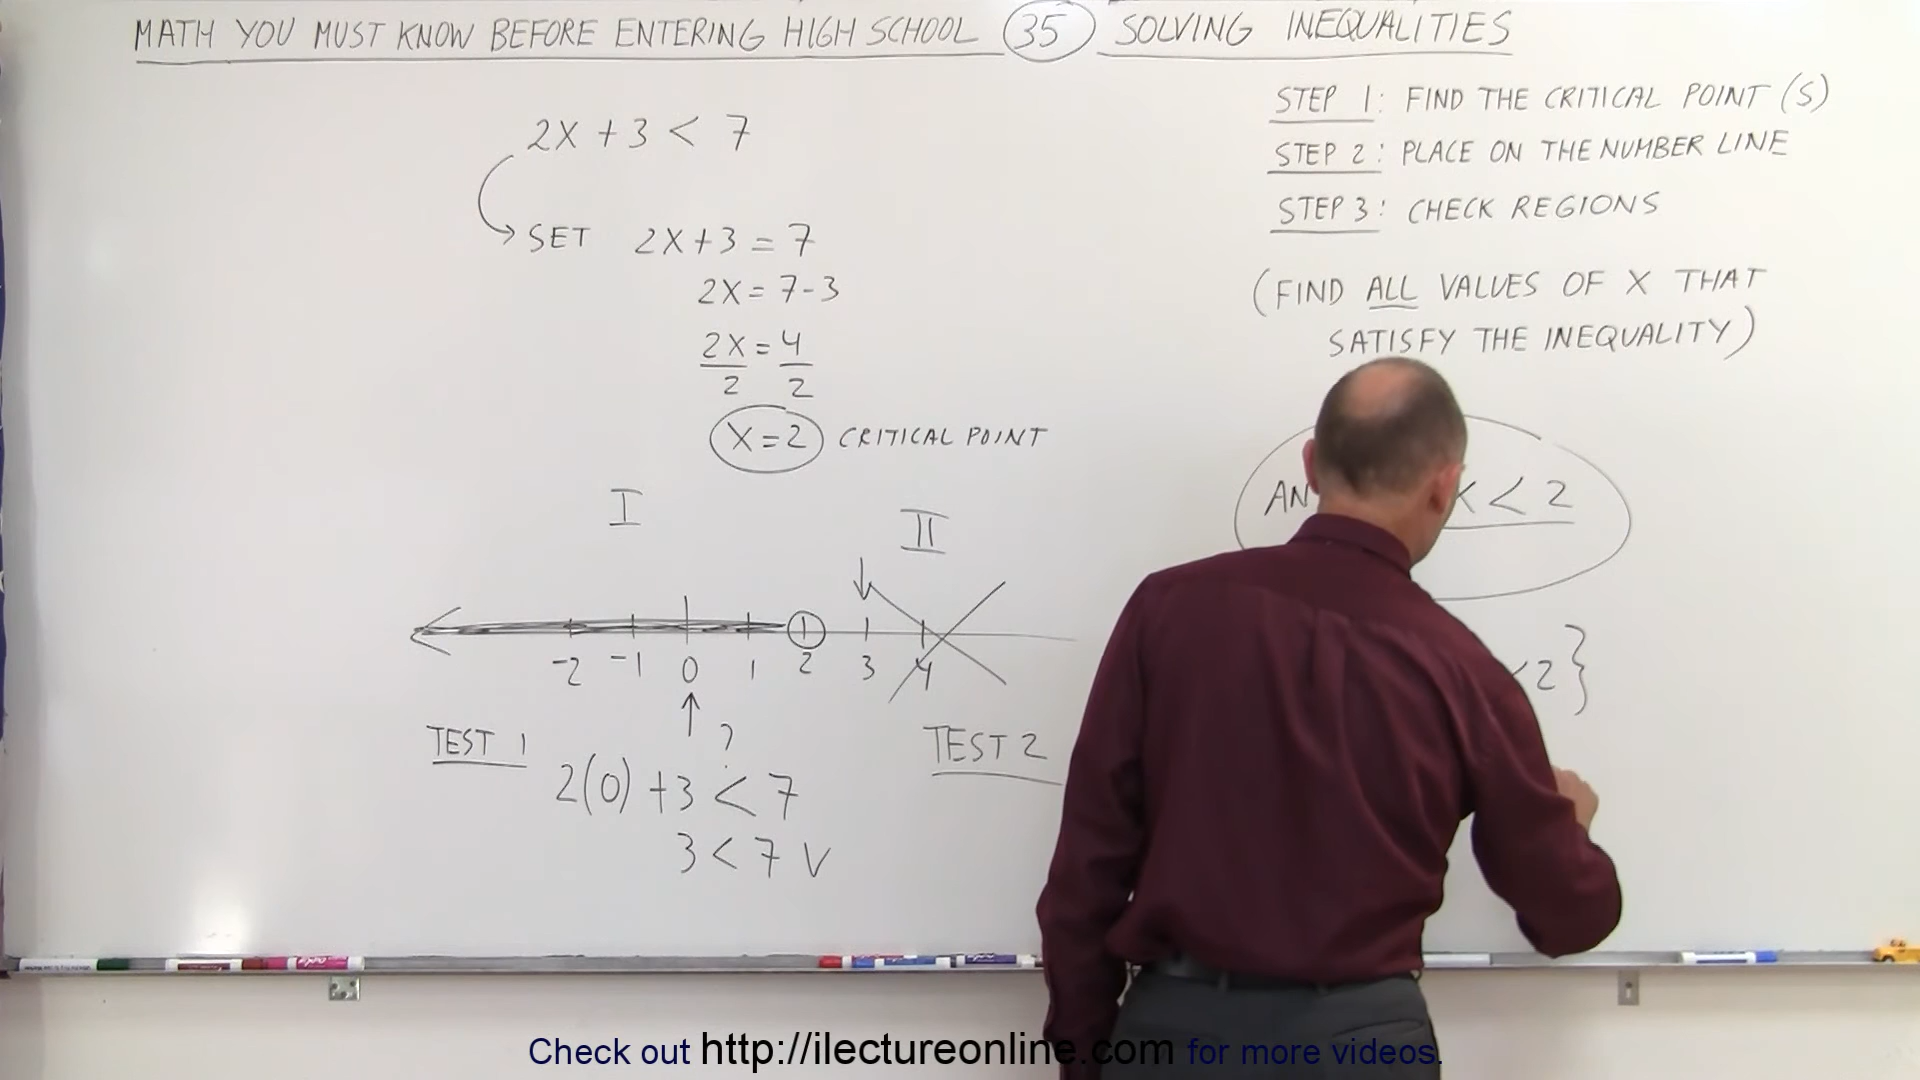 MATH YOU MUST KNOW BEFORE ENTERING HIGH SCHOOL 35 SOLVING INEQUALITIES
2X + 3 < 7
SET 2X+3 = 7
2X = 7-3
2X = 4
2 2
X = 2 CRITICAL POINT
I
II
-2 -1 0 1 2 3 4
TEST 1
?
2(0) +3 < 7
3 < 7 √
TEST 2
STEP 1: FIND THE CRITICAL POINT (S)
STEP 2: PLACE ON THE NUMBER LINE
STEP 3: CHECK REGIONS
(FIND ALL VALUES OF X THAT
SATISFY THE INEQUALITY)
X < 2
< 2 }
Check out http://ilectureonline.com for more videos.